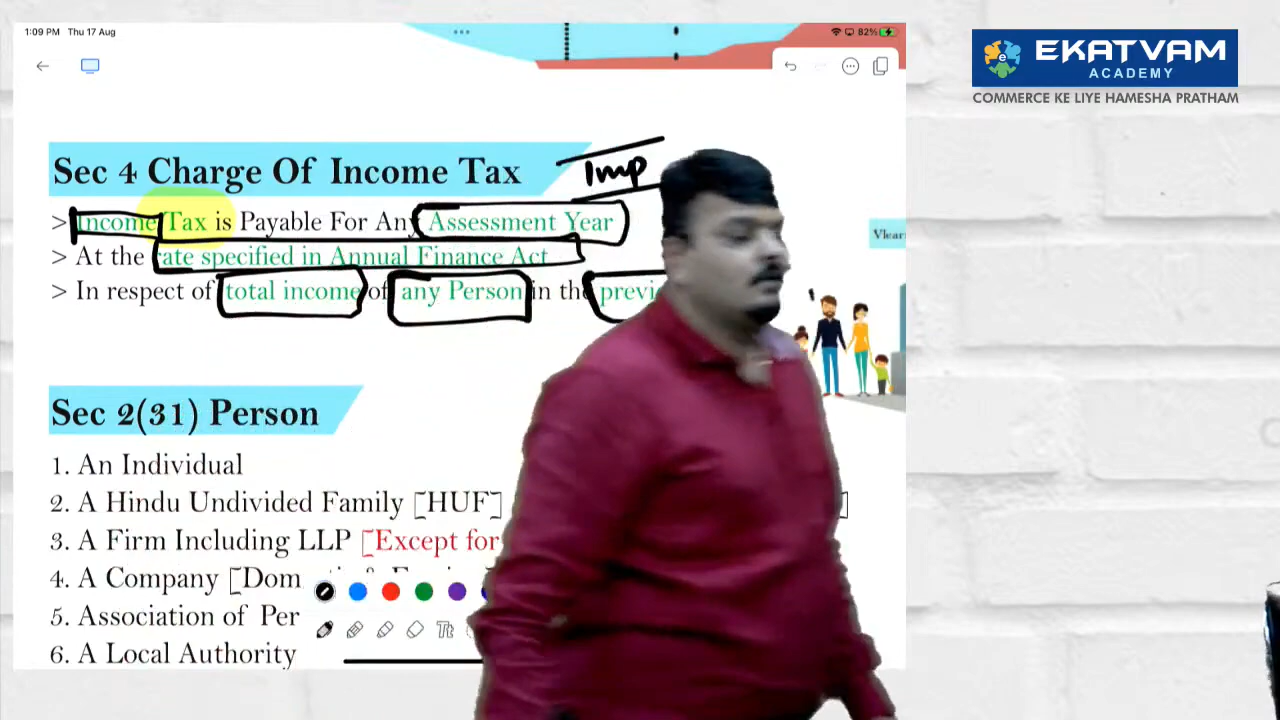 1:09 PM Thu 17 Aug
82%
EKATVAM
ACADEMY
COMMERCE KE LIYE HAMESHA PRATHAM
Sec 4 Charge Of Income Tax
Imp
> Income Tax is Payable For Any Assessment Year
> At the rate specified in Annual Finance Act
> In respect of total income of any Person in the previ
Sec 2(31) Person
1. An Individual
2. A Hindu Undivided Family [HUF]
3. A Firm Including LLP [Except for
4. A Company [Dom
5. Association of Per
6. A Local Authority
Tt